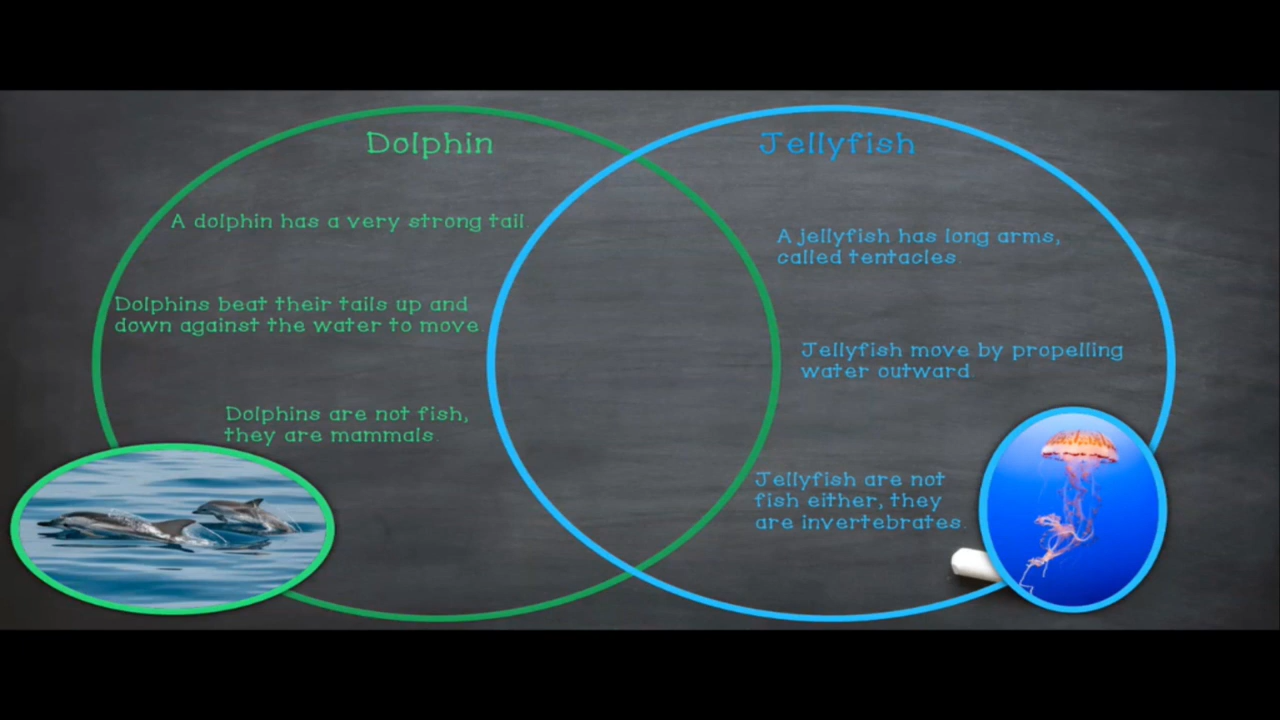 Dolphin
A dolphin has a very strong tail.
Dolphins beat their tails up and
down against the water to move.
Dolphins are not fish,
they are mammals.
Jellyfish
A jellyfish has long arms,
called tentacles.
Jellyfish move by propelling
water outward.
Jellyfish are not
fish either, they
are invertebrates.